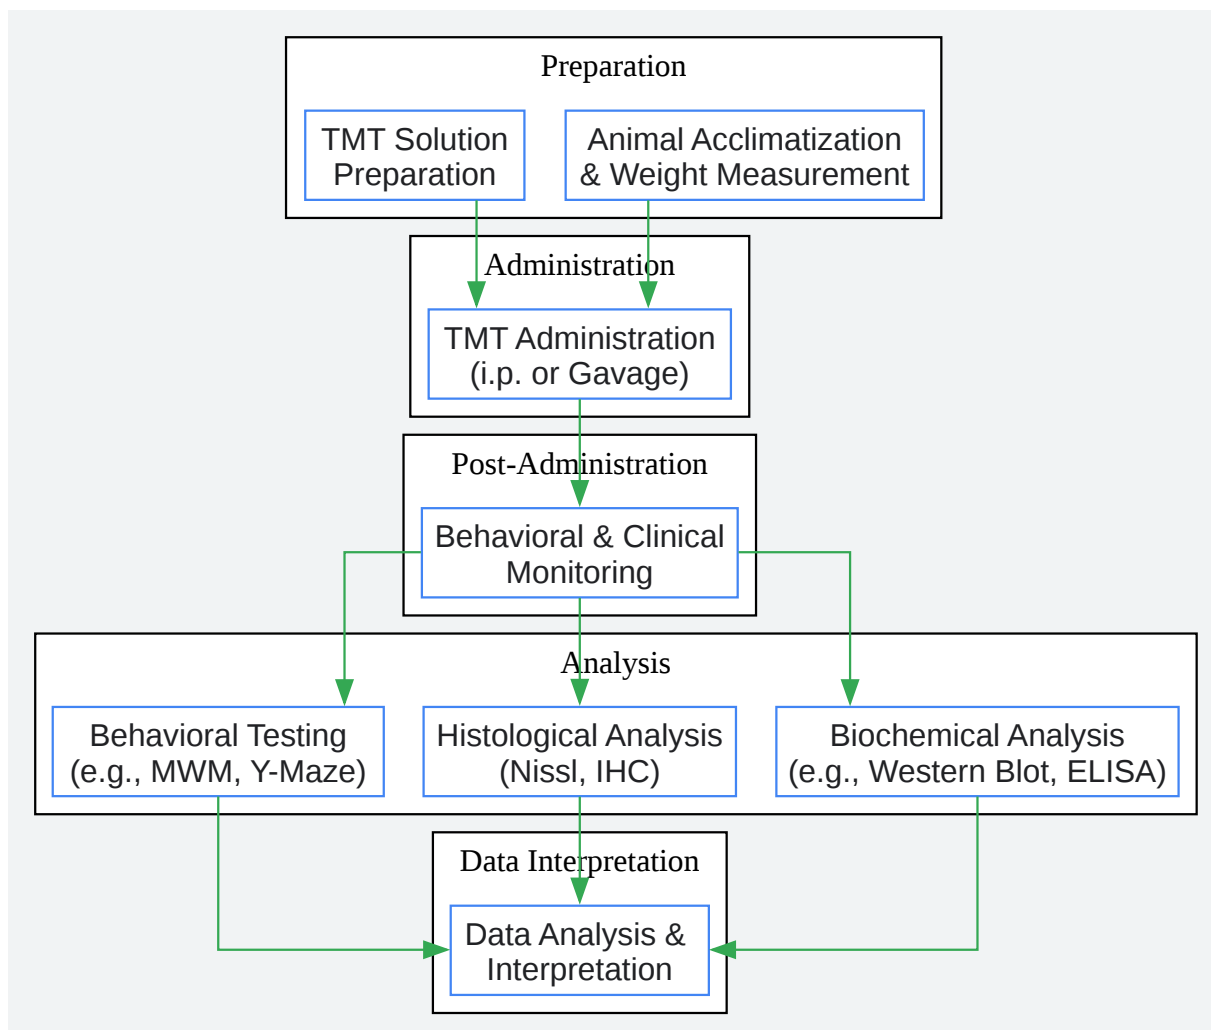 Preparation
TMT Solution
Preparation
Animal Acclimatization
& Weight Measurement
Administration
TMT Administration
(i.p. or Gavage)
Post-Administration
Behavioral & Clinical
Monitoring
Analysis
Behavioral Testing
(e.g., MWM, Y-Maze)
Histological Analysis
(Nissl, IHC)
Biochemical Analysis
(e.g., Western Blot, ELISA)
Data Interpretation
Data Analysis &
Interpretation